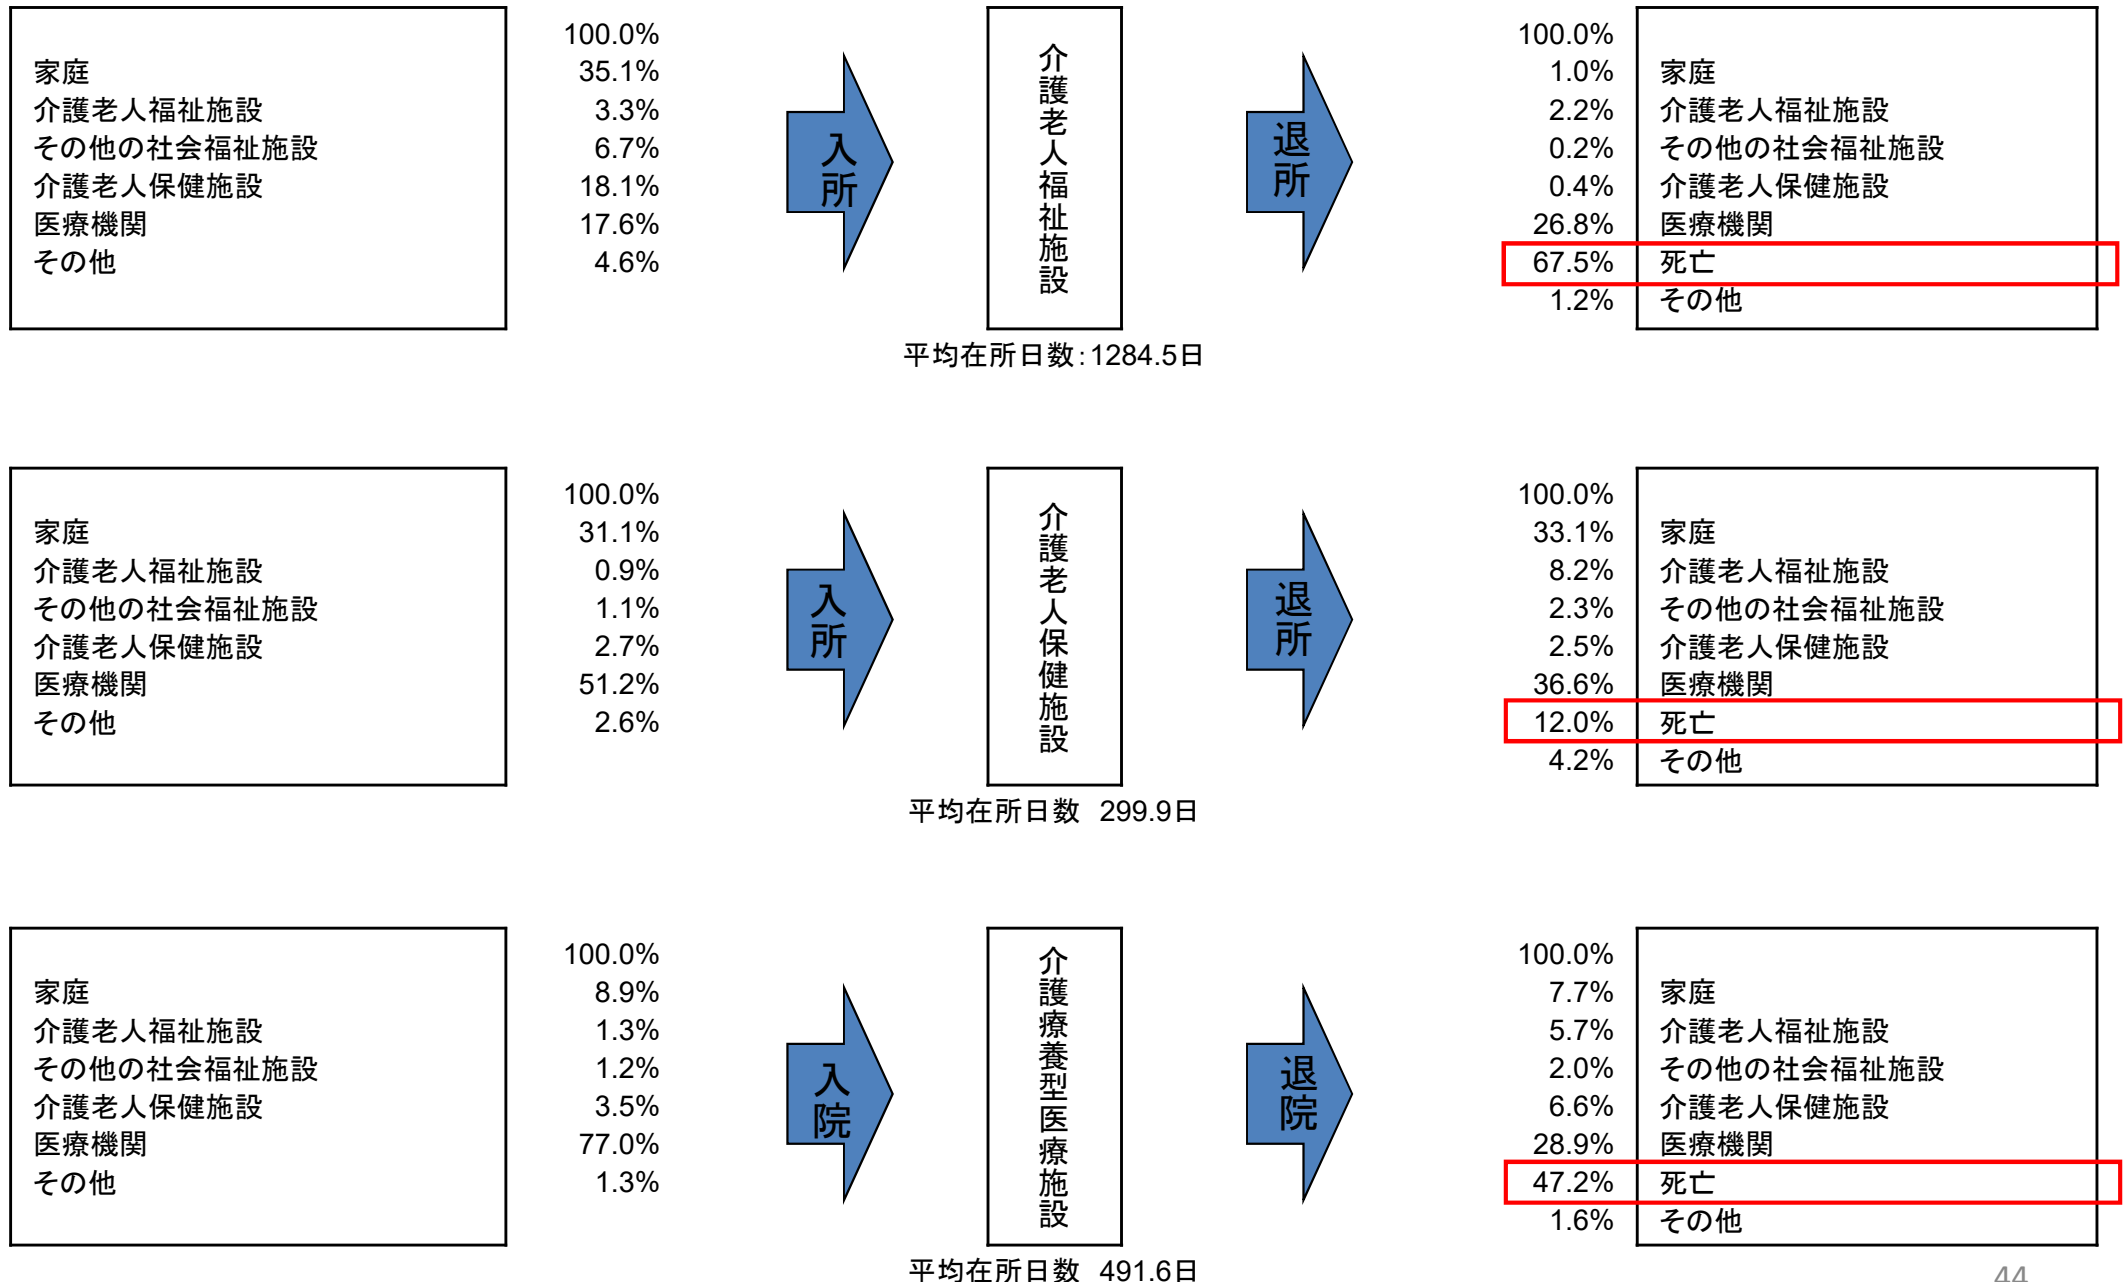 100.0%
家庭 35.1%
介護老人福祉施設 3.3%
その他の社会福祉施設 6.7%
介護老人保健施設 18.1%
医療機関 17.6%
その他 4.6%
入所
介護老人福祉施設
平均在所日数：1284.5日
退所
100.0%
1.0% 家庭
2.2% 介護老人福祉施設
0.2% その他の社会福祉施設
0.4% 介護老人保健施設
26.8% 医療機関
67.5% 死亡
1.2% その他
100.0%
家庭 31.1%
介護老人福祉施設 0.9%
その他の社会福祉施設 1.1%
介護老人保健施設 2.7%
医療機関 51.2%
その他 2.6%
入所
介護老人保健施設
平均在所日数　299.9日
退所
100.0%
33.1% 家庭
8.2% 介護老人福祉施設
2.3% その他の社会福祉施設
2.5% 介護老人保健施設
36.6% 医療機関
12.0% 死亡
4.2% その他
100.0%
家庭 8.9%
介護老人福祉施設 1.3%
その他の社会福祉施設 1.2%
介護老人保健施設 3.5%
医療機関 77.0%
その他 1.3%
入院
介護療養型医療施設
平均在所日数　491.6日
退院
100.0%
7.7% 家庭
5.7% 介護老人福祉施設
2.0% その他の社会福祉施設
6.6% 介護老人保健施設
28.9% 医療機関
47.2% 死亡
1.6% その他
44